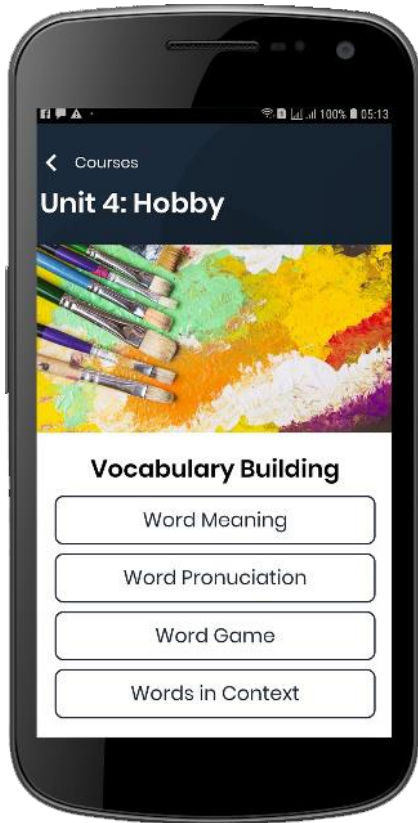 100% 05:13
Courses
Unit 4: Hobby
Vocabulary Building
Word Meaning
Word Pronuciation
Word Game
Words in Context